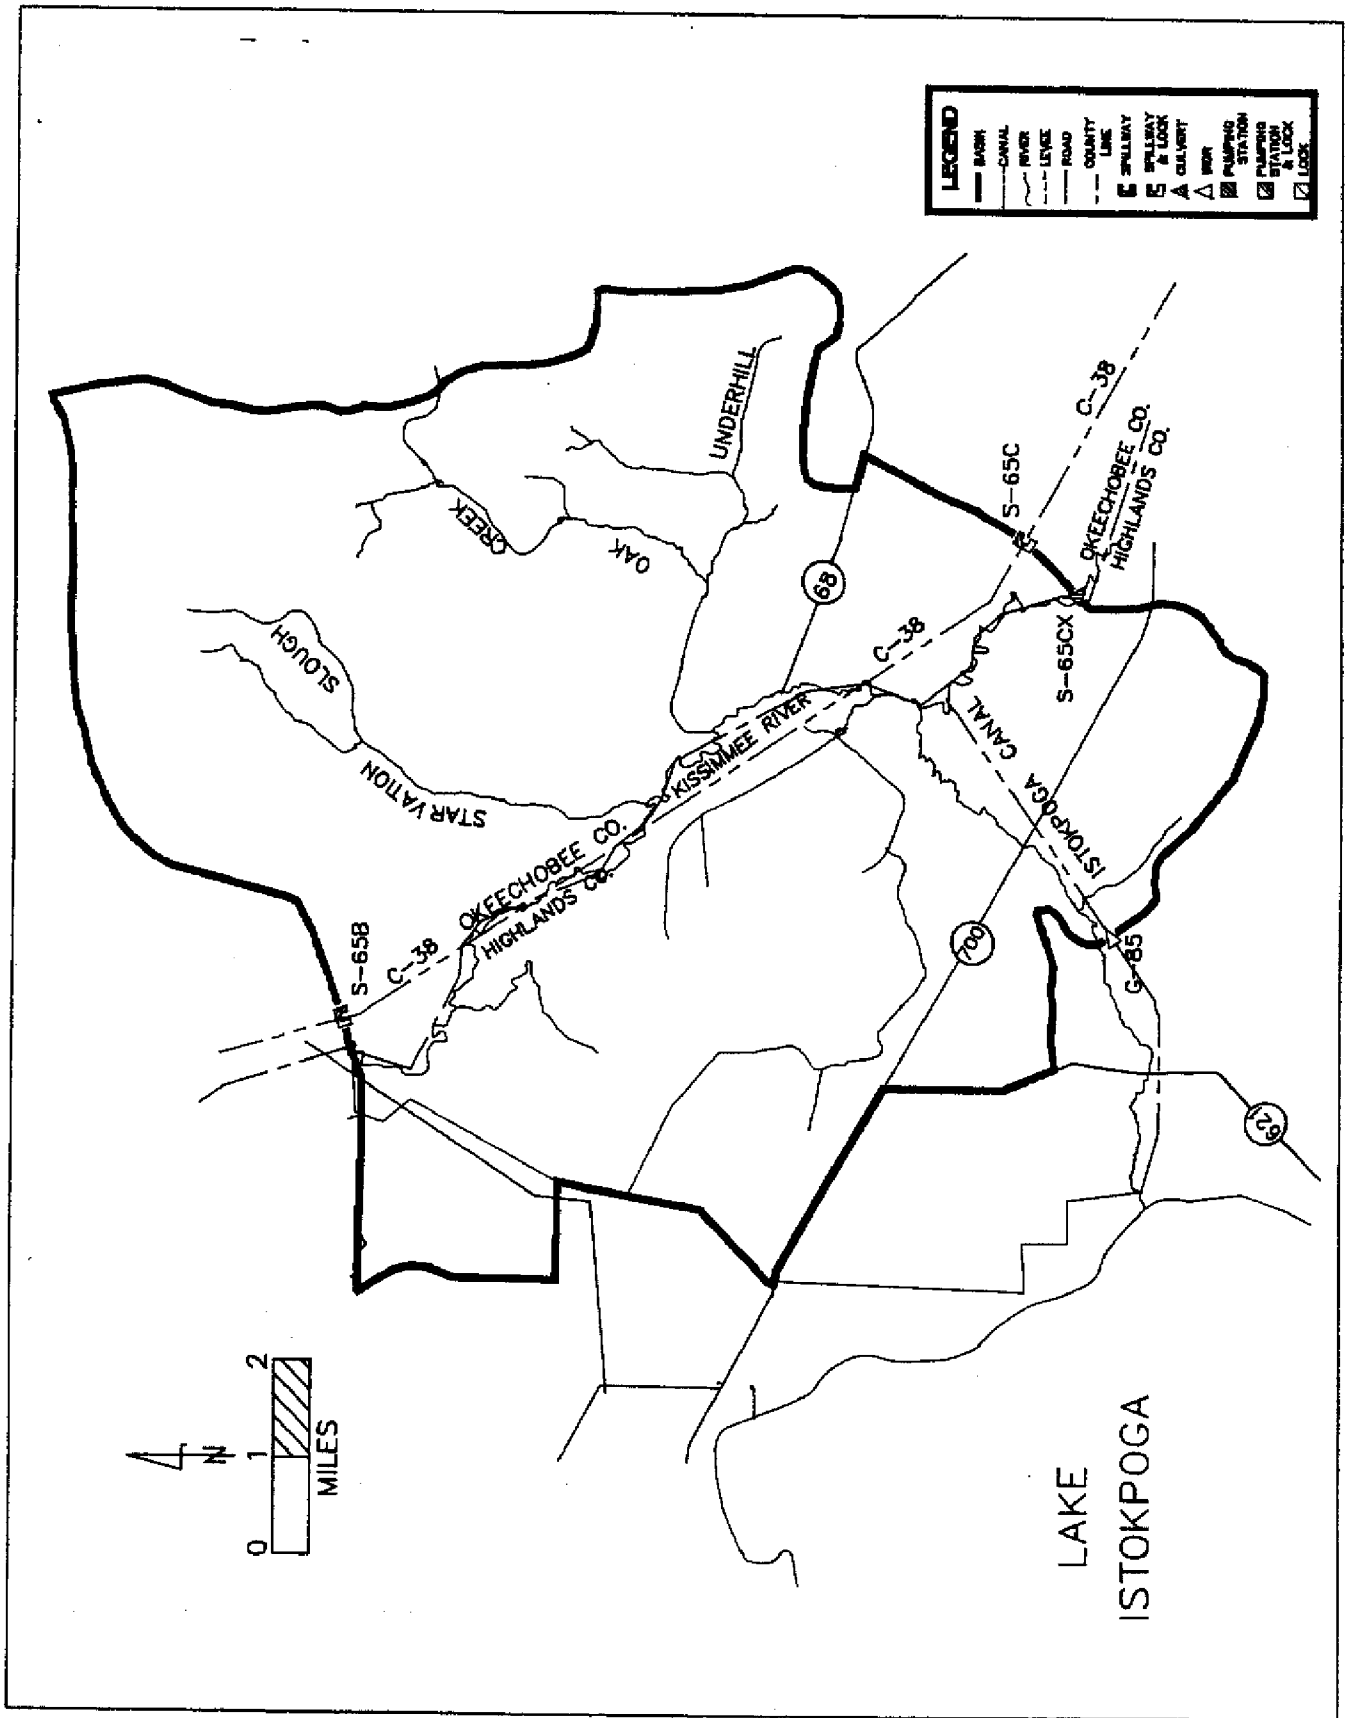 LEGEND
BASIN
CANAL
RIVER
LEVEE
ROAD
COUNTY
LINE
SPILLWAY
SPILLWAY
& LOCK
CULVERT
WEIR
PUMPING
STATION
PUMPING
STATION
& LOCK
LOCK
UNDERHILL
CREEK
OAK
SLOUGH
STARVATION
68
C-38
S-65C
OKEECHOBEE CO.
HIGHLANDS CO.
C-38
S-65CX
KISSIMMEE RIVER
ISTOKPOGA CANAL
OKEECHOBEE CO.
HIGHLANDS CO.
S-65B
C-38
700
G-85
621
0 1 2
MILES
N
LAKE
ISTOKPOGA